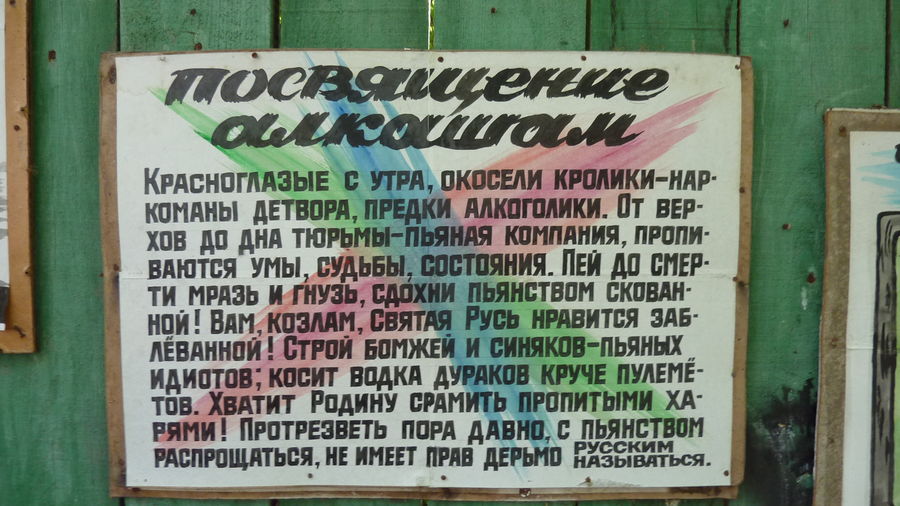 посвящение
алкошам
Красноглазые с утра, окосели кролики-нар-
команы детвора, предки алкоголики. От вер-
хов до дна тюрьмы-пьяная компания, пропи-
ваются умы, судьбы, состояния. Пей до смер-
ти мразь и гнузь, сдохни пьянством скован-
ной! Вам, козлам, Святая Русь нравится заб-
лёванной! Строй бомжей и синяков-пьяных
идиотов; косит водка дураков круче пулемё-
тов. Хватит Родину срамить пропитыми ха-
рями! Протрезветь пора давно, с пьянством
распрощаться, не имеет прав дерьмо русским
называться.